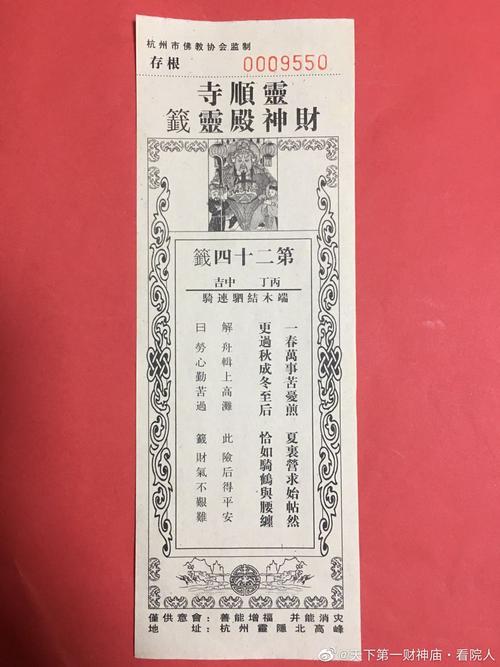 杭州市佛教协会监制
存根 0009550
靈順寺
財神殿靈籤
第二十四籤
丙丁 中吉
端木結駟連騎
一春萬事苦憂煎 夏裏營求始帖然
更過秋成冬至后 恰如騎鶴與腰纏
解 舟輯上高灘 此險后得平安
曰 勞心勤苦過 籤財氣不艱難
僅供意會：善能增福 并能消灾
地址：杭州靈隱北高峰
@天下第一财神庙·看院人